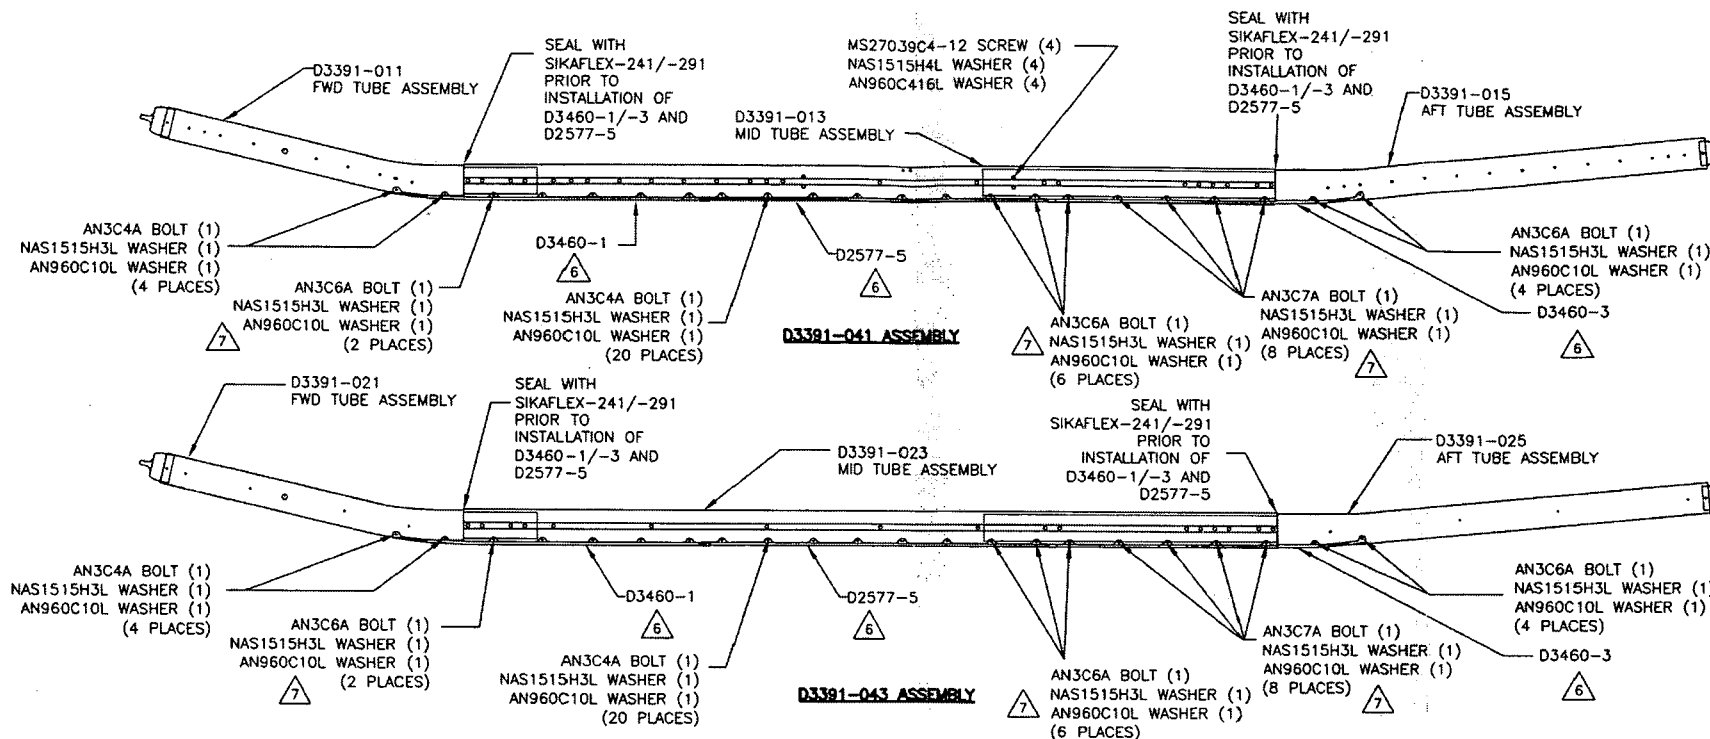 SEAL WITH
SIKAFLEX-241/-291
PRIOR TO
INSTALLATION OF
D3460-1/-3 AND
D2577-5
MS27039C4-12 SCREW (4)
NAS1515H4L WASHER (4)
AN960C416L WASHER (4)
SEAL WITH
SIKAFLEX-241/-291
PRIOR TO
INSTALLATION OF
D3460-1/-3 AND
D2577-5
D3391-011
FWD TUBE ASSEMBLY
D3391-013
MID TUBE ASSEMBLY
D3391-015
AFT TUBE ASSEMBLY
AN3C4A BOLT (1)
NAS1515H3L WASHER (1)
AN960C10L WASHER (1)
(4 PLACES)
AN3C6A BOLT (1)
NAS1515H3L WASHER (1)
AN960C10L WASHER (1)
(2 PLACES)
7
D3460-1
6
AN3C4A BOLT (1)
NAS1515H3L WASHER (1)
AN960C10L WASHER (1)
(20 PLACES)
D2577-5
6
D3391-041 ASSEMBLY
7
AN3C6A BOLT (1)
NAS1515H3L WASHER (1)
AN960C10L WASHER (1)
(6 PLACES)
AN3C7A BOLT (1)
NAS1515H3L WASHER (1)
AN960C10L WASHER (1)
(8 PLACES)
7
AN3C6A BOLT (1)
NAS1515H3L WASHER (1)
AN960C10L WASHER (1)
(4 PLACES)
D3460-3
6
D3391-021
FWD TUBE ASSEMBLY
SEAL WITH
SIKAFLEX-241/-291
PRIOR TO
INSTALLATION OF
D3460-1/-3 AND
D2577-5
D3391-023
MID TUBE ASSEMBLY
SEAL WITH
SIKAFLEX-241/-291
PRIOR TO
INSTALLATION OF
D3460-1/-3 AND
D2577-5
D3391-025
AFT TUBE ASSEMBLY
AN3C4A BOLT (1)
NAS1515H3L WASHER (1)
AN960C10L WASHER (1)
(4 PLACES)
AN3C6A BOLT (1)
NAS1515H3L WASHER (1)
AN960C10L WASHER (1)
(2 PLACES)
7
D3460-1
6
AN3C4A BOLT (1)
NAS1515H3L WASHER (1)
AN960C10L WASHER (1)
(20 PLACES)
D2577-5
6
D3391-043 ASSEMBLY
7
AN3C6A BOLT (1)
NAS1515H3L WASHER (1)
AN960C10L WASHER (1)
(6 PLACES)
AN3C7A BOLT (1)
NAS1515H3L WASHER (1)
AN960C10L WASHER (1)
(8 PLACES)
7
AN3C6A BOLT (1)
NAS1515H3L WASHER (1)
AN960C10L WASHER (1)
(4 PLACES)
D3460-3
6